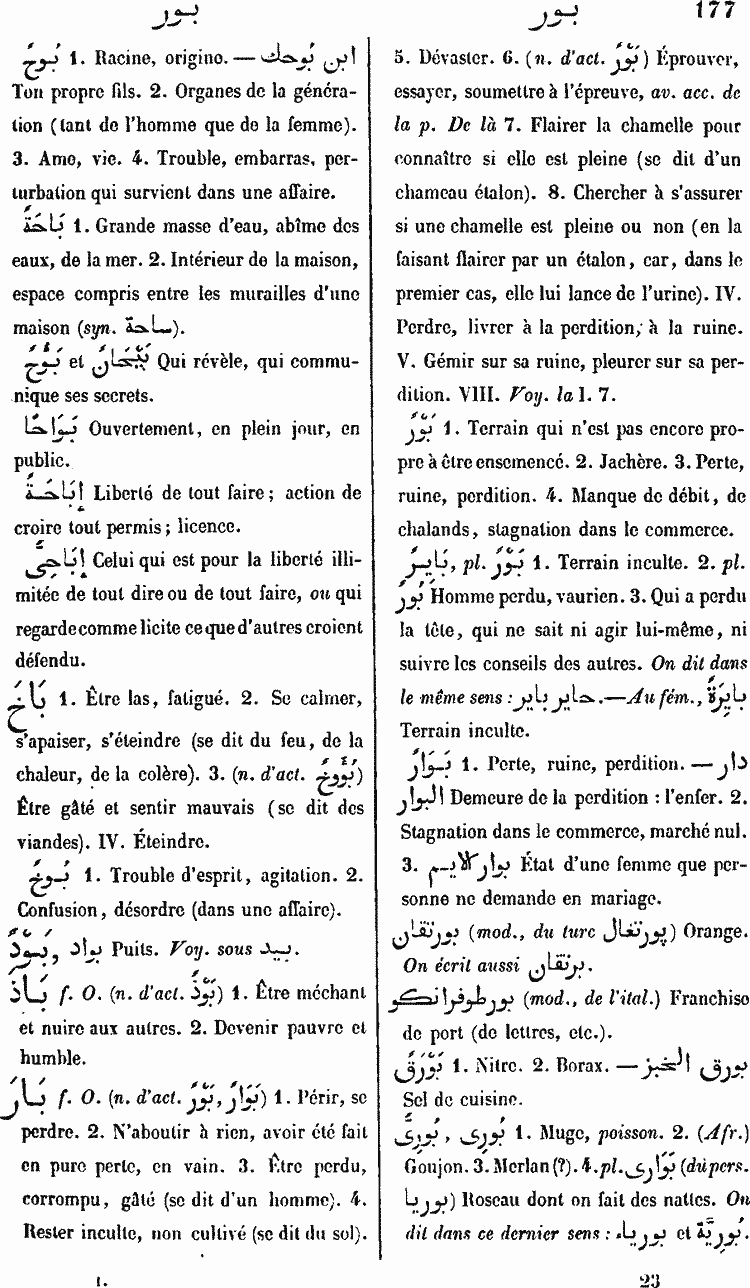 بور بور 177
بُوحٌ 1. Racine, origine. — ابن بُوحك
Ton propre fils. 2. Organes de la généra-
tion (tant de l'homme que de la femme).
3. Ame, vie. 4. Trouble, embarras, per-
turbation qui survient dans une affaire.
بَاحَةٌ 1. Grande masse d'eau, abîme des
eaux, de la mer. 2. Intérieur de la maison,
espace compris entre les murailles d'une
maison (syn. ساحة).
بَؤُوحٌ et بَيِّحَانٌ Qui révèle, qui commu-
nique ses secrets.
بَوَاحًا Ouvertement, en plein jour, en
public.
إِبَاحَةٌ Liberté de tout faire; action de
croire tout permis; licence.
إِبَاحِىٌّ Celui qui est pour la liberté illi-
mitée de tout dire ou de tout faire, ou qui
regarde comme licite ce que d'autres croient
défendu.
بَاخَ 1. Être las, fatigué. 2. Se calmer,
s'apaiser, s'éteindre (se dit du feu, de la
chaleur, de la colère). 3. (n. d'act. بُؤُوخٌ)
Être gâté et sentir mauvais (se dit des
viandes). IV. Éteindre.
بُوخٌ 1. Trouble d'esprit, agitation. 2.
Confusion, désordre (dans une affaire).
بَوْدٌ, بواد Puits. Voy. sous بيد.
بَاذَ f. O. (n. d'act. بَوْذٌ) 1. Être méchant
et nuire aux autres. 2. Devenir pauvre et
humble.
بَارَ f. O. (n. d'act. بَوَارٌ, بَوْرٌ) 1. Périr, se
perdre. 2. N'aboutir à rien, avoir été fait
en pure perte, en vain. 3. Être perdu,
corrompu, gâté (se dit d'un homme). 4.
Rester inculte, non cultivé (se dit du sol).
I.
5. Dévaster. 6. (n. d'act. بَوْرٌ) Éprouver,
essayer, soumettre à l'épreuve, av. acc. de
la p. De là 7. Flairer la chamelle pour
connaître si elle est pleine (se dit d'un
chameau étalon). 8. Chercher à s'assurer
si une chamelle est pleine ou non (en la
faisant flairer par un étalon, car, dans le
premier cas, elle lui lance de l'urine). IV.
Perdre, livrer à la perdition, à la ruine.
V. Gémir sur sa ruine, pleurer sur sa per-
dition. VIII. Voy. la I. 7.
بَوْرٌ 1. Terrain qui n'est pas encore pro-
pre à être ensemencé. 2. Jachère. 3. Perte,
ruine, perdition. 4. Manque de débit, de
chalands, stagnation dans le commerce.
بَايِرٌ, pl. بَوْرٌ 1. Terrain inculte. 2. pl.
بُورٌ Homme perdu, vaurien. 3. Qui a perdu
la tête, qui ne sait ni agir lui-même, ni
suivre les conseils des autres. On dit dans
le même sens : حاير باير.—Au fém., بايِرَةٌ
Terrain inculte.
بَوَارٌ 1. Perte, ruine, perdition. — دار
البوار Demeure de la perdition : l'enfer. 2.
Stagnation dans le commerce, marché nul.
3. بوار الايم État d'une femme que per-
sonne ne demande en mariage.
بورتقان (mod., du turc پورتغال) Orange.
On écrit aussi برتقان.
بورطوفرانكو (mod., de l'ital.) Franchise
de port (de lettres, etc.).
بَوْرَقٌ 1. Nitre. 2. Borax. — بورق الخبز
Sel de cuisine.
بُورِىٌّ, بُورِى 1. Muge, poisson. 2. (Afr.)
Goujon. 3. Merlan (?). 4. pl. بَوَارى (du pers.
بوريا) Roseau dont on fait des nattes. On
dit dans ce dernier sens : بورياء et بُورِيَّةٌ.
23